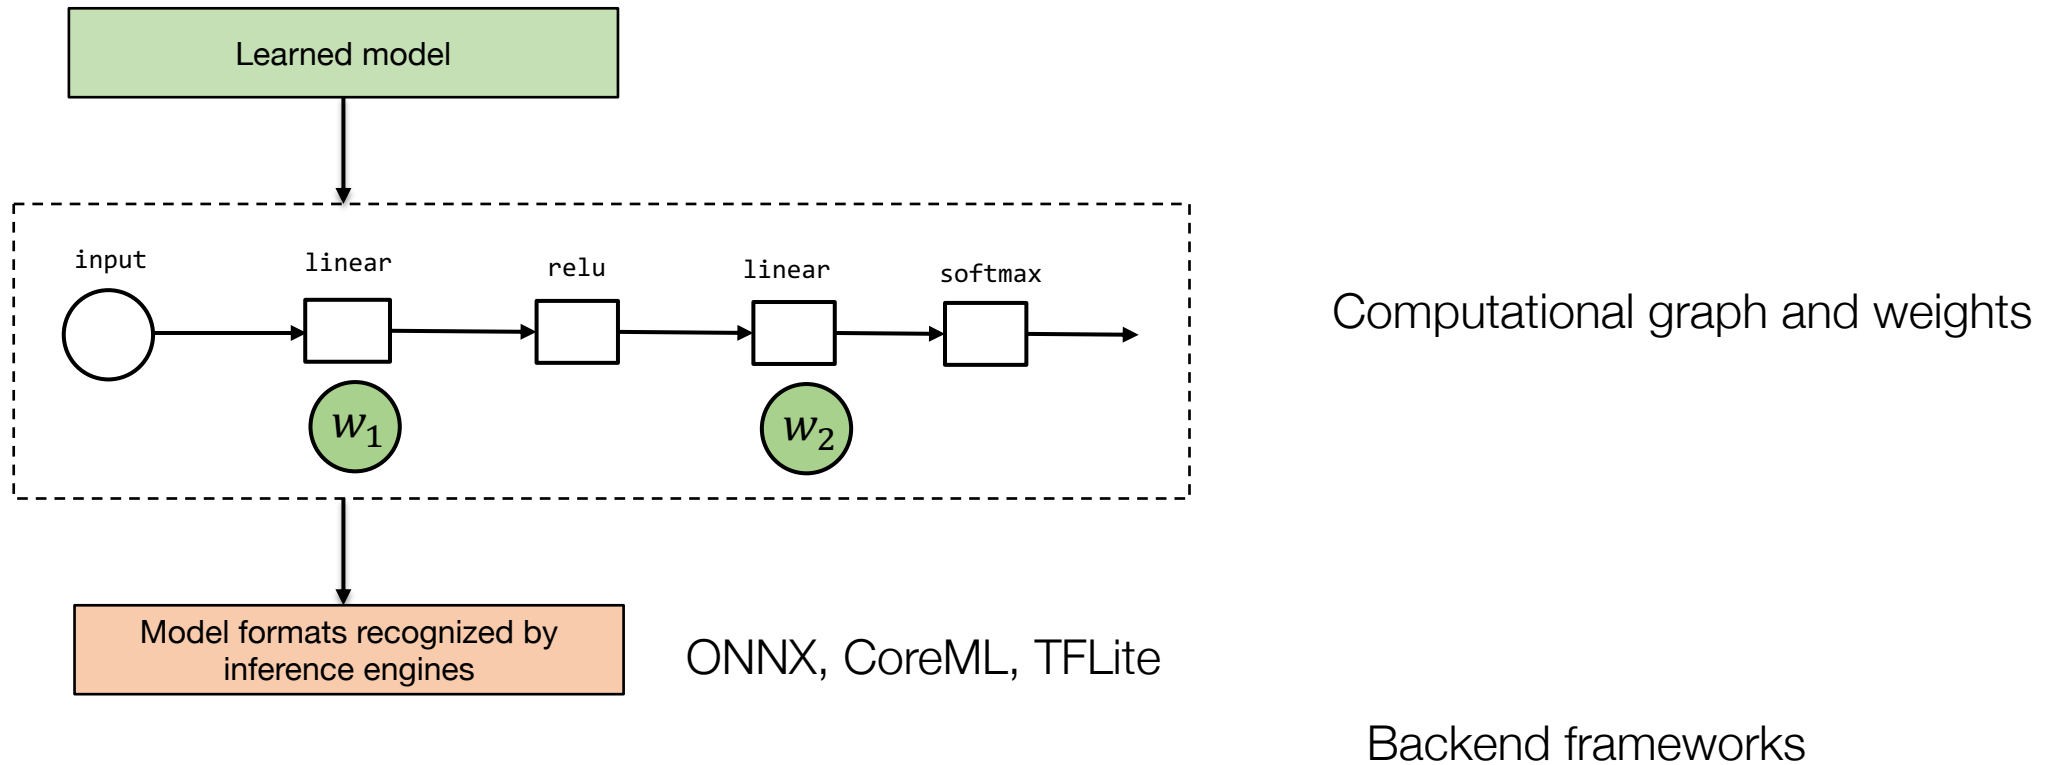 Learned model
input
linear
relu
linear
softmax
Computational graph and weights
w₁
w₂
Model formats recognized by
inference engines
ONNX, CoreML, TFLite
Backend frameworks